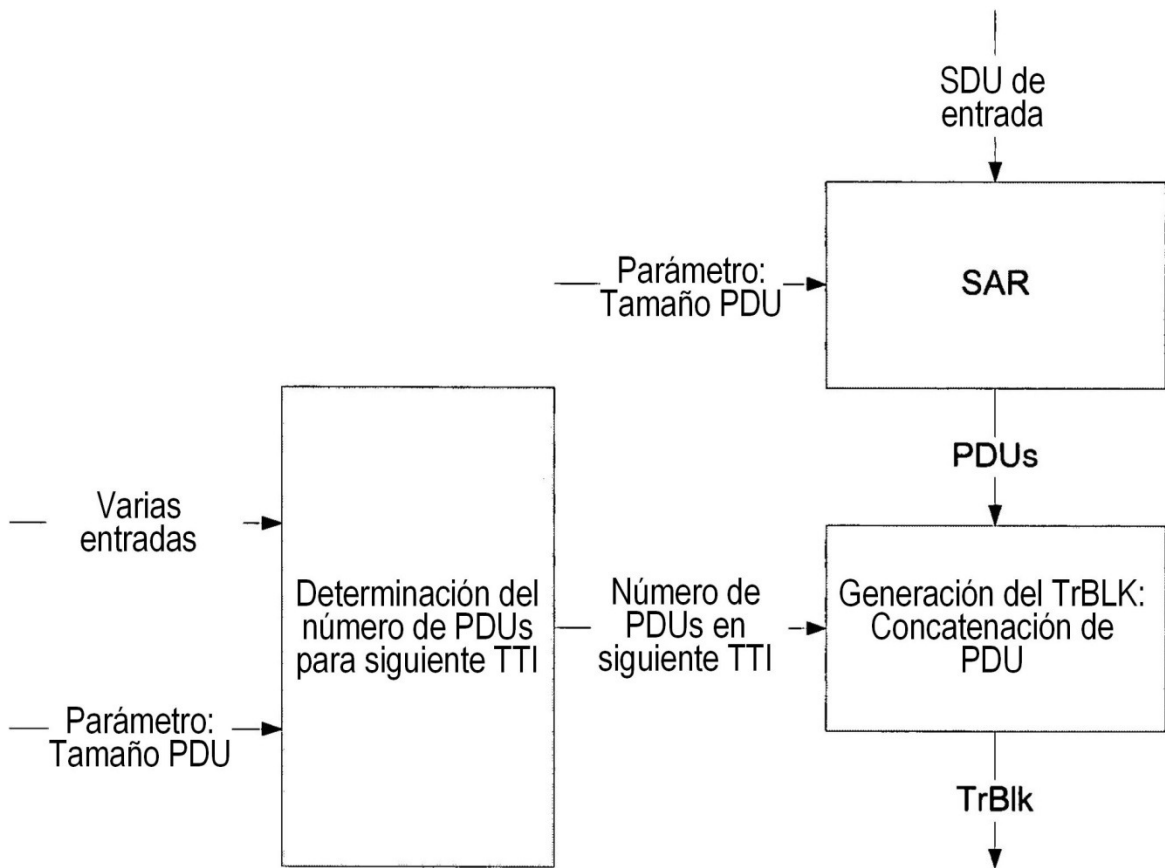 SDU de
entrada
Parámetro:
Tamaño PDU
SAR
PDUs
Varias
entradas
Determinación del
número de PDUs
para siguiente TTI
Número de
PDUs en
siguiente TTI
Generación del TrBLK:
Concatenación de
PDU
Parámetro:
Tamaño PDU
TrBlk